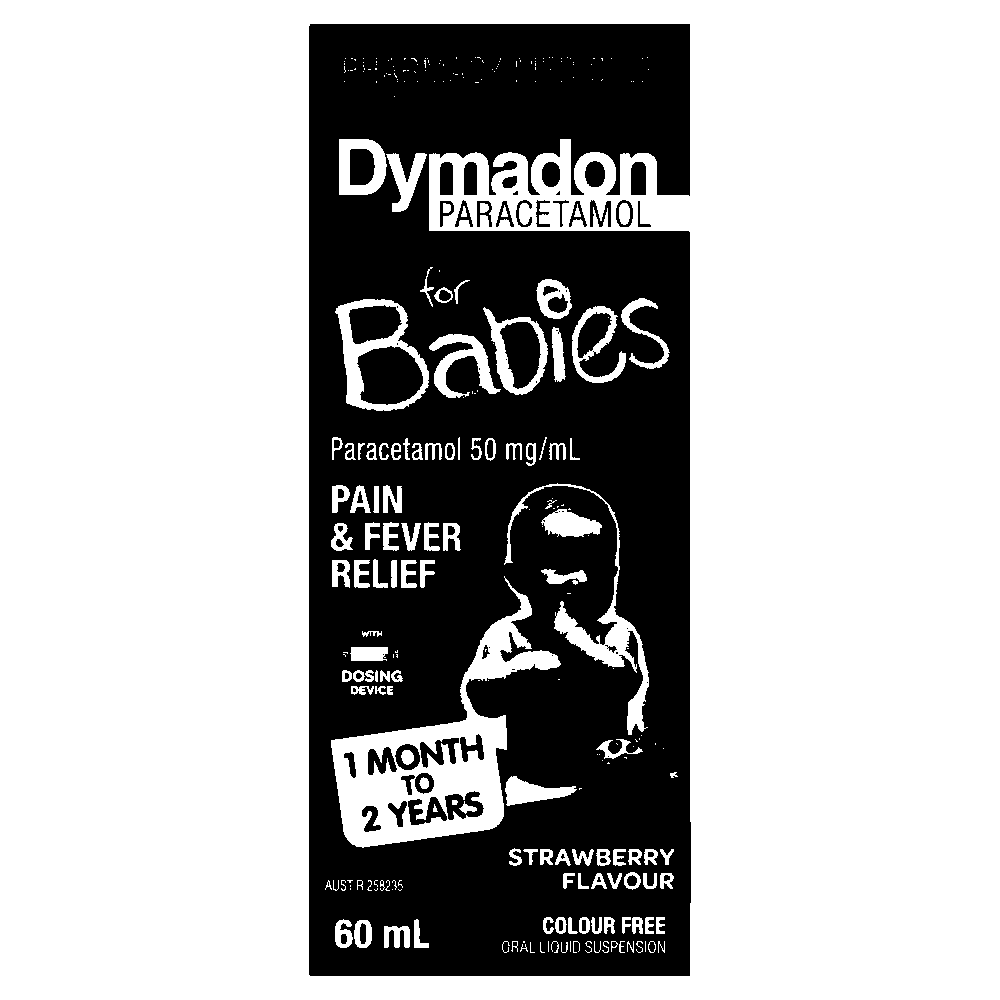 Dymadon
PARACETAMOL
for
Babies
Paracetamol 50 mg/mL
PAIN
& FEVER
RELIEF
WITH
DOSING
DEVICE
1 MONTH
TO
2 YEARS
STRAWBERRY
FLAVOUR
AUST R 258235
60 mL
COLOUR FREE
ORAL LIQUID SUSPENSION